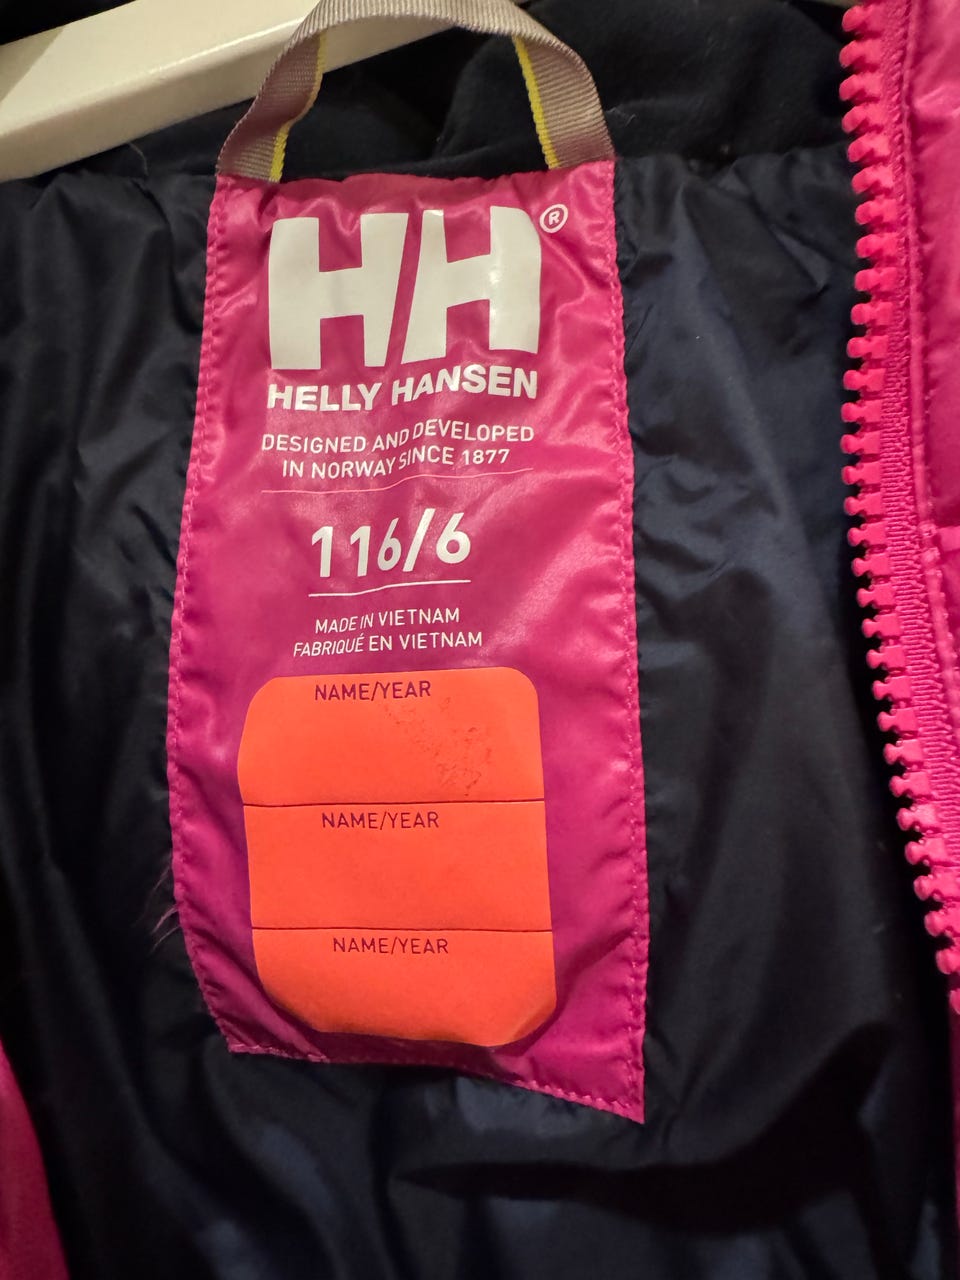 HH®
HELLY HANSEN
DESIGNED AND DEVELOPED
IN NORWAY SINCE 1877
116/6
MADE IN VIETNAM
FABRIQUÉ EN VIETNAM
NAME/YEAR
NAME/YEAR
NAME/YEAR